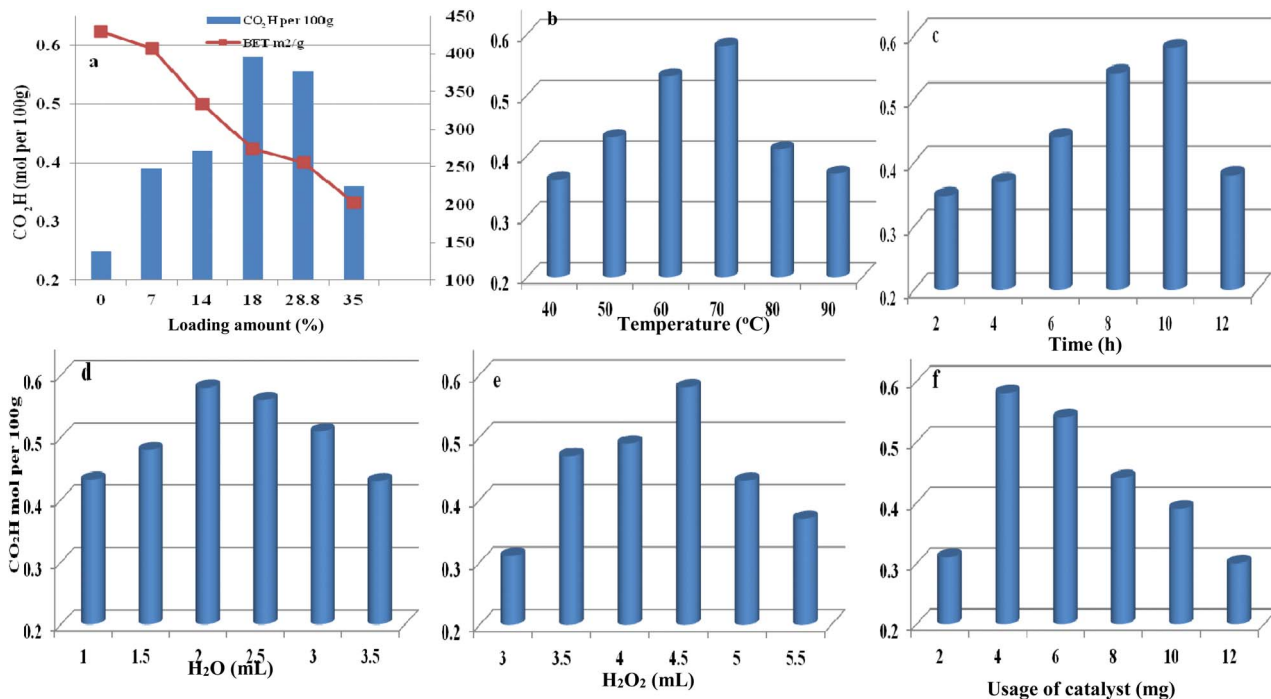 CO₂H per 100g
BET m2/g
a
CO₂H (mol per 100g)
0.6
0.5
0.4
0.3
0.2
450
400
350
300
250
200
150
100
0 7 14 18 28.8 35
Loading amount (%)
b
0.6
0.5
0.4
0.3
0.2
40 50 60 70 80 90
Temperature (°C)
c
0.6
0.5
0.4
0.3
0.2
2 4 6 8 10 12
Time (h)
d
CO₂H mol per 100g
0.6
0.5
0.4
0.3
0.2
1 1.5 2 2.5 3 3.5
H₂O (mL)
e
0.6
0.5
0.4
0.3
0.2
3 3.5 4 4.5 5 5.5
H₂O₂ (mL)
f
0.6
0.5
0.4
0.3
0.2
2 4 6 8 10 12
Usage of catalyst (mg)